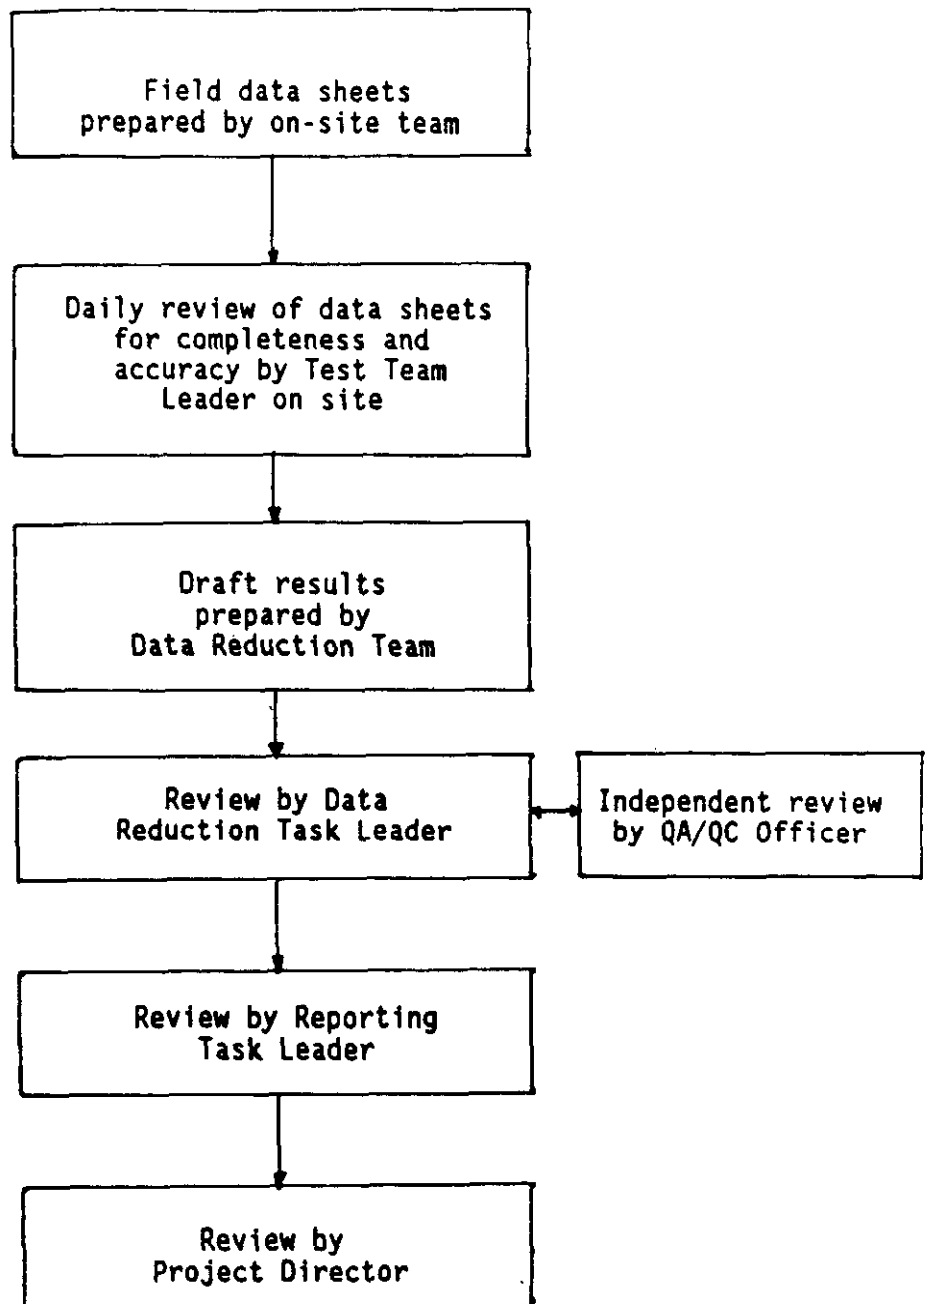 Field data sheets
prepared by on-site team
Daily review of data sheets
for completeness and
accuracy by Test Team
Leader on site
Draft results
prepared by
Data Reduction Team
Review by Data
Reduction Task Leader
Independent review
by QA/QC Officer
Review by Reporting
Task Leader
Review by
Project Director